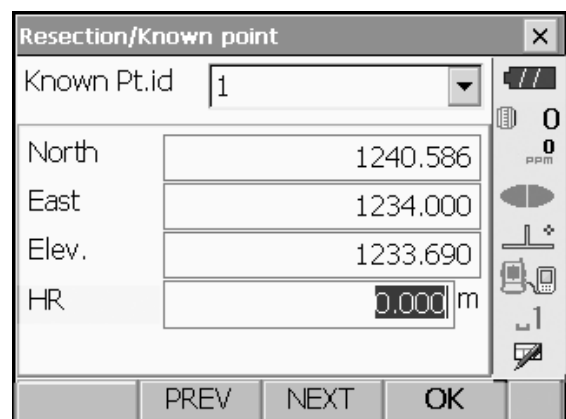 Resection/Known point
Known Pt.id 1
0
0
PPM
North 1240.586
East 1234.000
Elev. 1233.690
HR 0.000 m
1
PREV NEXT OK